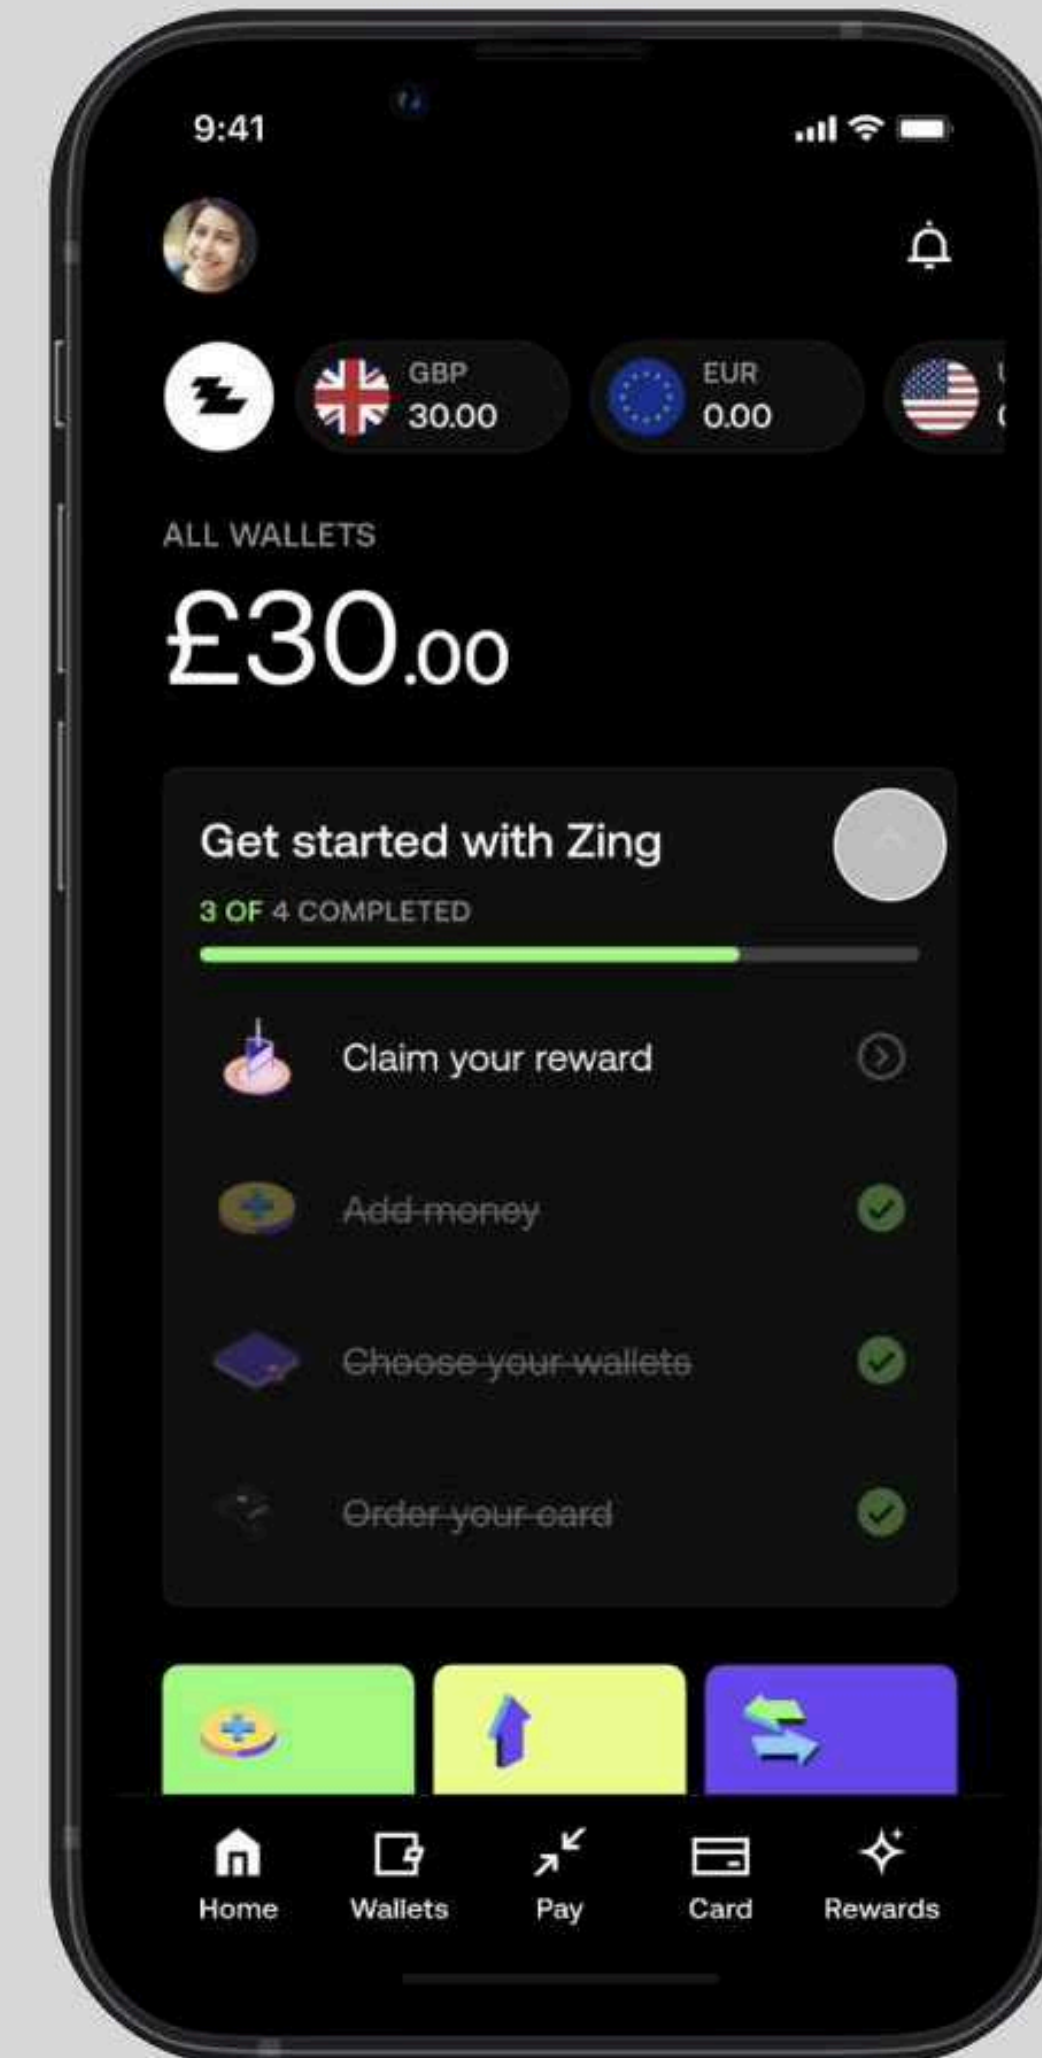 9:41
GBP
30.00
EUR
0.00
ALL WALLETS
£30.00
Get started with Zing
3 OF 4 COMPLETED
Claim your reward
Add money
Choose your wallets
Order your card
Home
Wallets
Pay
Card
Rewards